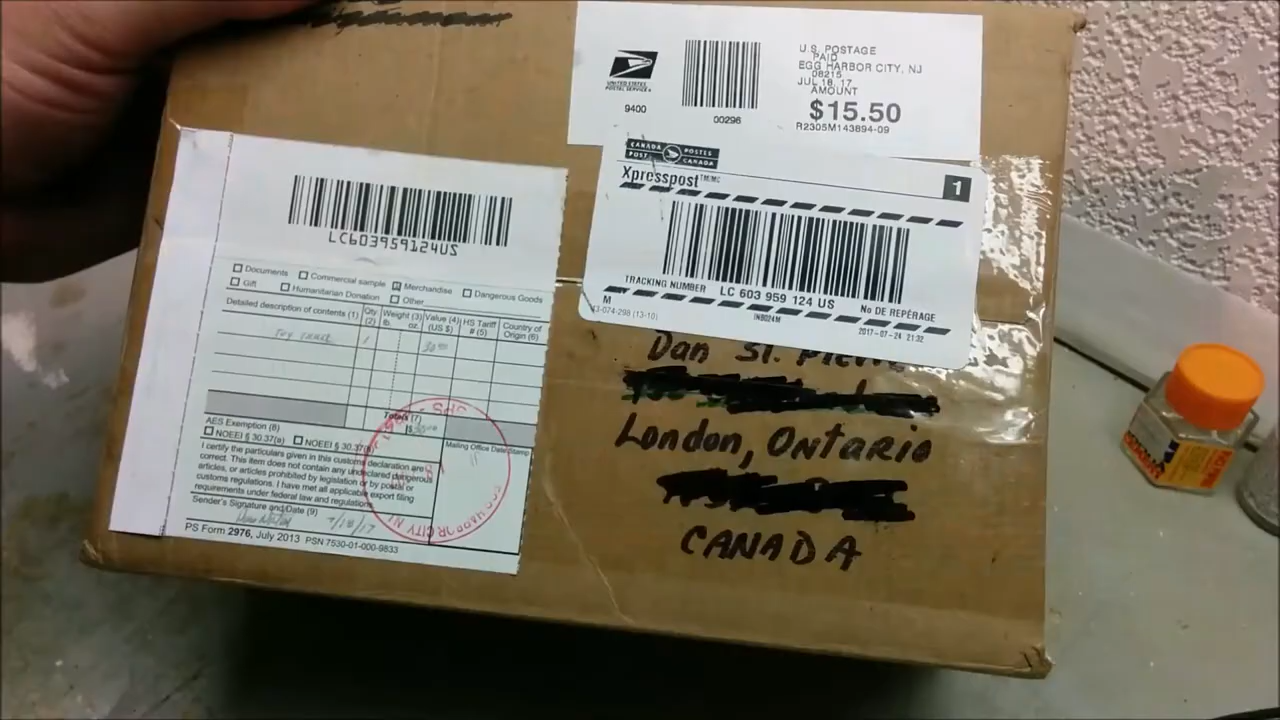 UNITED STATES
POSTAL SERVICE
9400
00296
U.S. POSTAGE
PAID
EGG HARBOR CITY, NJ
08215
JUL 18, 17
AMOUNT
$15.50
R2305M143894-09
CANADA POSTES
POST CANADA
Xpresspost TM/MC
1
TRACKING NUMBER LC 603 959 124 US No DE REPÉRAGE
M
INB024M
2017-07-24 21:32
Dan St.
London, Ontario
CANADA
LC603959124US
Documents Commercial sample Merchandise Dangerous Goods
Gift Humanitarian Donation Other
Detailed description of contents (1) Qty (2) Weight (3) lb. oz. Value (4) (US $) HS Tariff # (5) Country of Origin (6)
Totals (7)
AES Exemption (8)
NOEEI § 30.37(a) NOEEI § 30.37
Mailing Office Date Stamp
I certify the particulars given in this customs declaration are
correct. This item does not contain any undeclared dangerous
articles, or articles prohibited by legislation or by postal or
customs regulations. I have met all applicable export filing
requirements under federal law and regulations.
Sender's Signature and Date (9)
7/18/17
PS Form 2976, July 2013 PSN 7530-01-000-9833